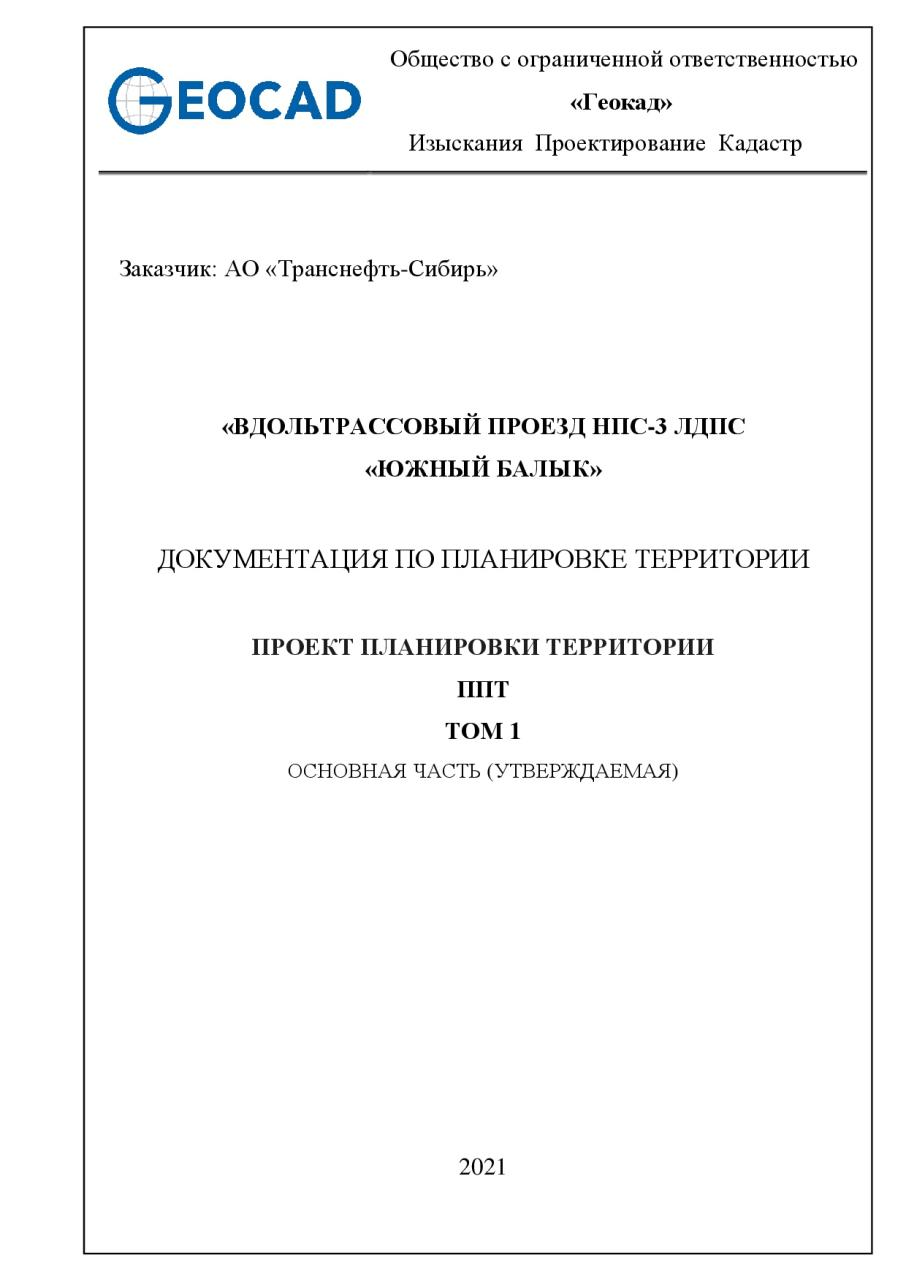 GEOCAD
Общество с ограниченной ответственностью
«Геокад»
Изыскания Проектирование Кадастр
Заказчик: АО «Транснефть-Сибирь»
«ВДОЛЬТРАССОВЫЙ ПРОЕЗД НПС-3 ЛДПС
«ЮЖНЫЙ БАЛЫК»
ДОКУМЕНТАЦИЯ ПО ПЛАНИРОВКЕ ТЕРРИТОРИИ
ПРОЕКТ ПЛАНИРОВКИ ТЕРРИТОРИИ
ППТ
ТОМ 1
ОСНОВНАЯ ЧАСТЬ (УТВЕРЖДАЕМАЯ)
2021